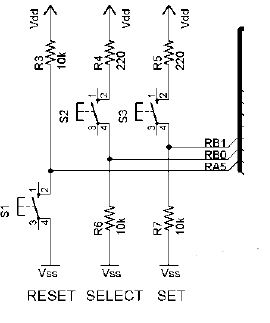 Vdd Vdd Vdd
R3 10k R4 220 R5 220
S2 1 2 3 4 S3 1 2 3 4
RB1
RB0
RA5
S1 1 2 3 4 R6 10k R7 10k
Vss Vss Vss
RESET SELECT SET